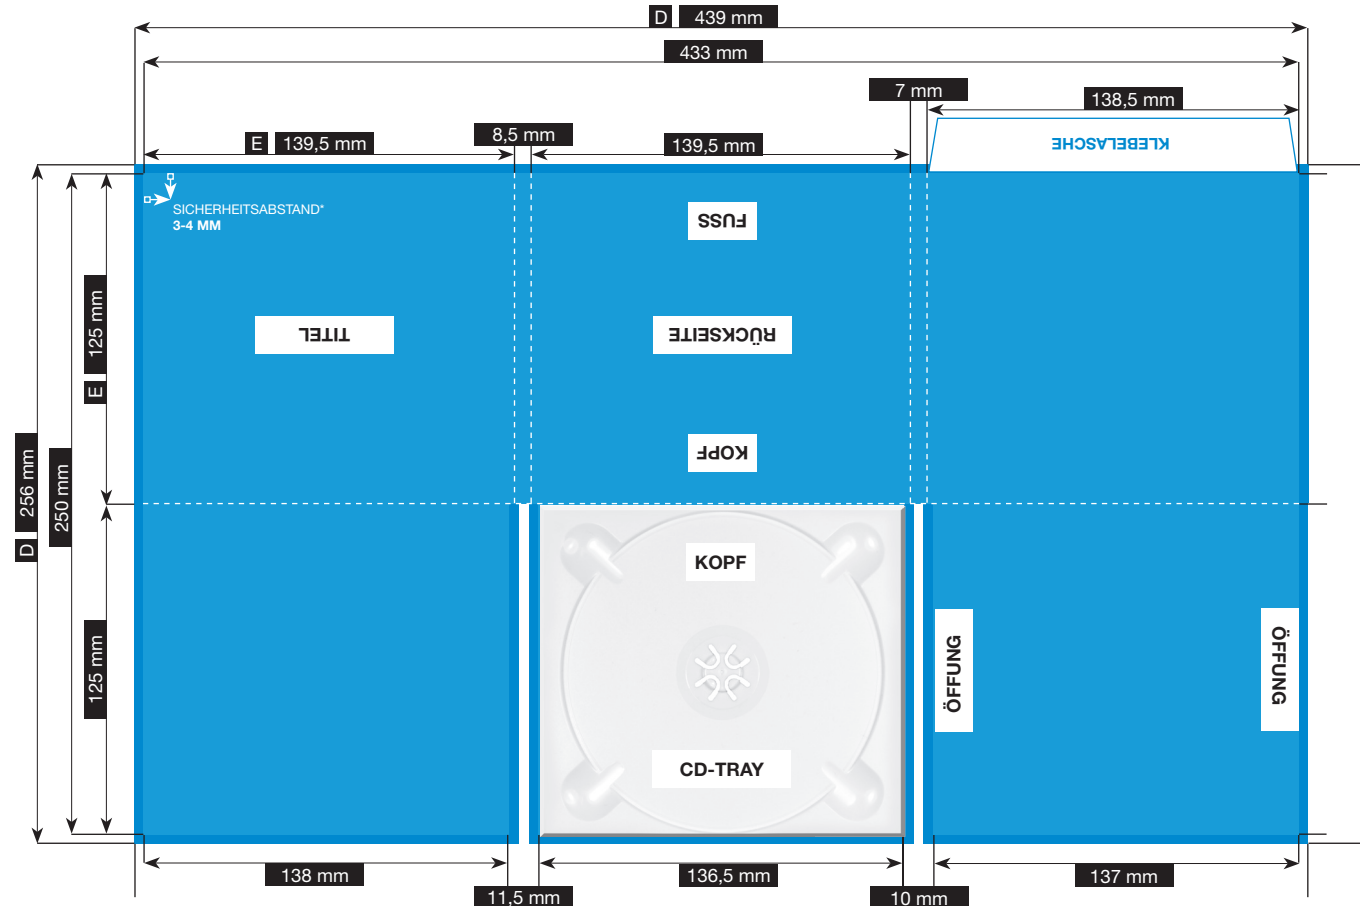 D 439 mm
433 mm
7 mm
138,5 mm
8,5 mm
E 139,5 mm
139,5 mm
KLEBELASCHE
SICHERHEITSABSTAND*
3-4 MM
FUSS
TITEL
RÜCKSEITE
KOPF
E 125 mm
D 256 mm
250 mm
125 mm
KOPF
CD-TRAY
ÖFFUNG
ÖFFUNG
138 mm
136,5 mm
137 mm
11,5 mm
10 mm